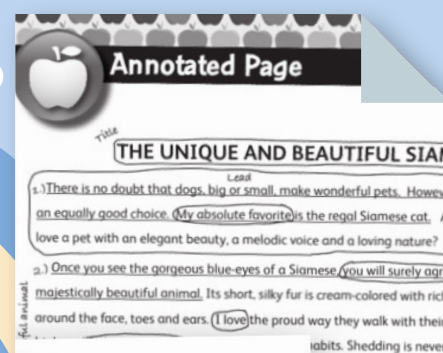 Annotated Page
Title
THE UNIQUE AND BEAUTIFUL SIAM
Lead
1.) There is no doubt that dogs, big or small, make wonderful pets. Howev
an equally good choice. My absolute favorite is the regal Siamese cat.
love a pet with an elegant beauty, a melodic voice and a loving nature?
2.) Once you see the gorgeous blue-eyes of a Siamese, you will surely agr
majestically beautiful animal. Its short, silky fur is cream-colored with rich
around the face, toes and ears. I love the proud way they walk with their
ful animal
abits. Shedding is never